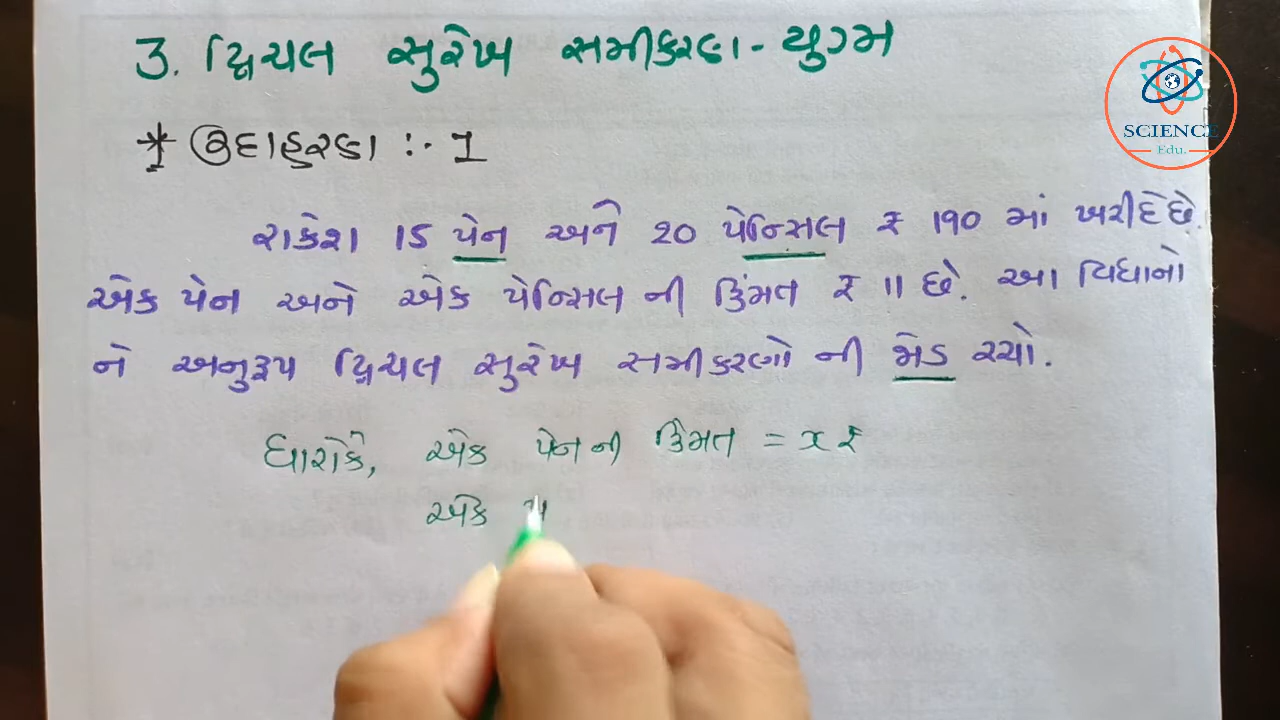 3. દ્વિચલ સુરેખ સમીકરણ - યુગ્મ
* ઉદાહરણ :- 1
રાકેશ 15 પેન અને 20 પેન્સિલ ₹ 190 માં ખરીદે છે.
એક પેન અને એક પેન્સિલ ની કિંમત ₹ 11 છે. આ વિધાનો
ને અનુરૂપ દ્વિચલ સુરેખ સમીકરણો ની જોડ રચો.
ધારોકે, એક પેન ની કિંમત = x ₹
એક
SCIENCE
Edu.